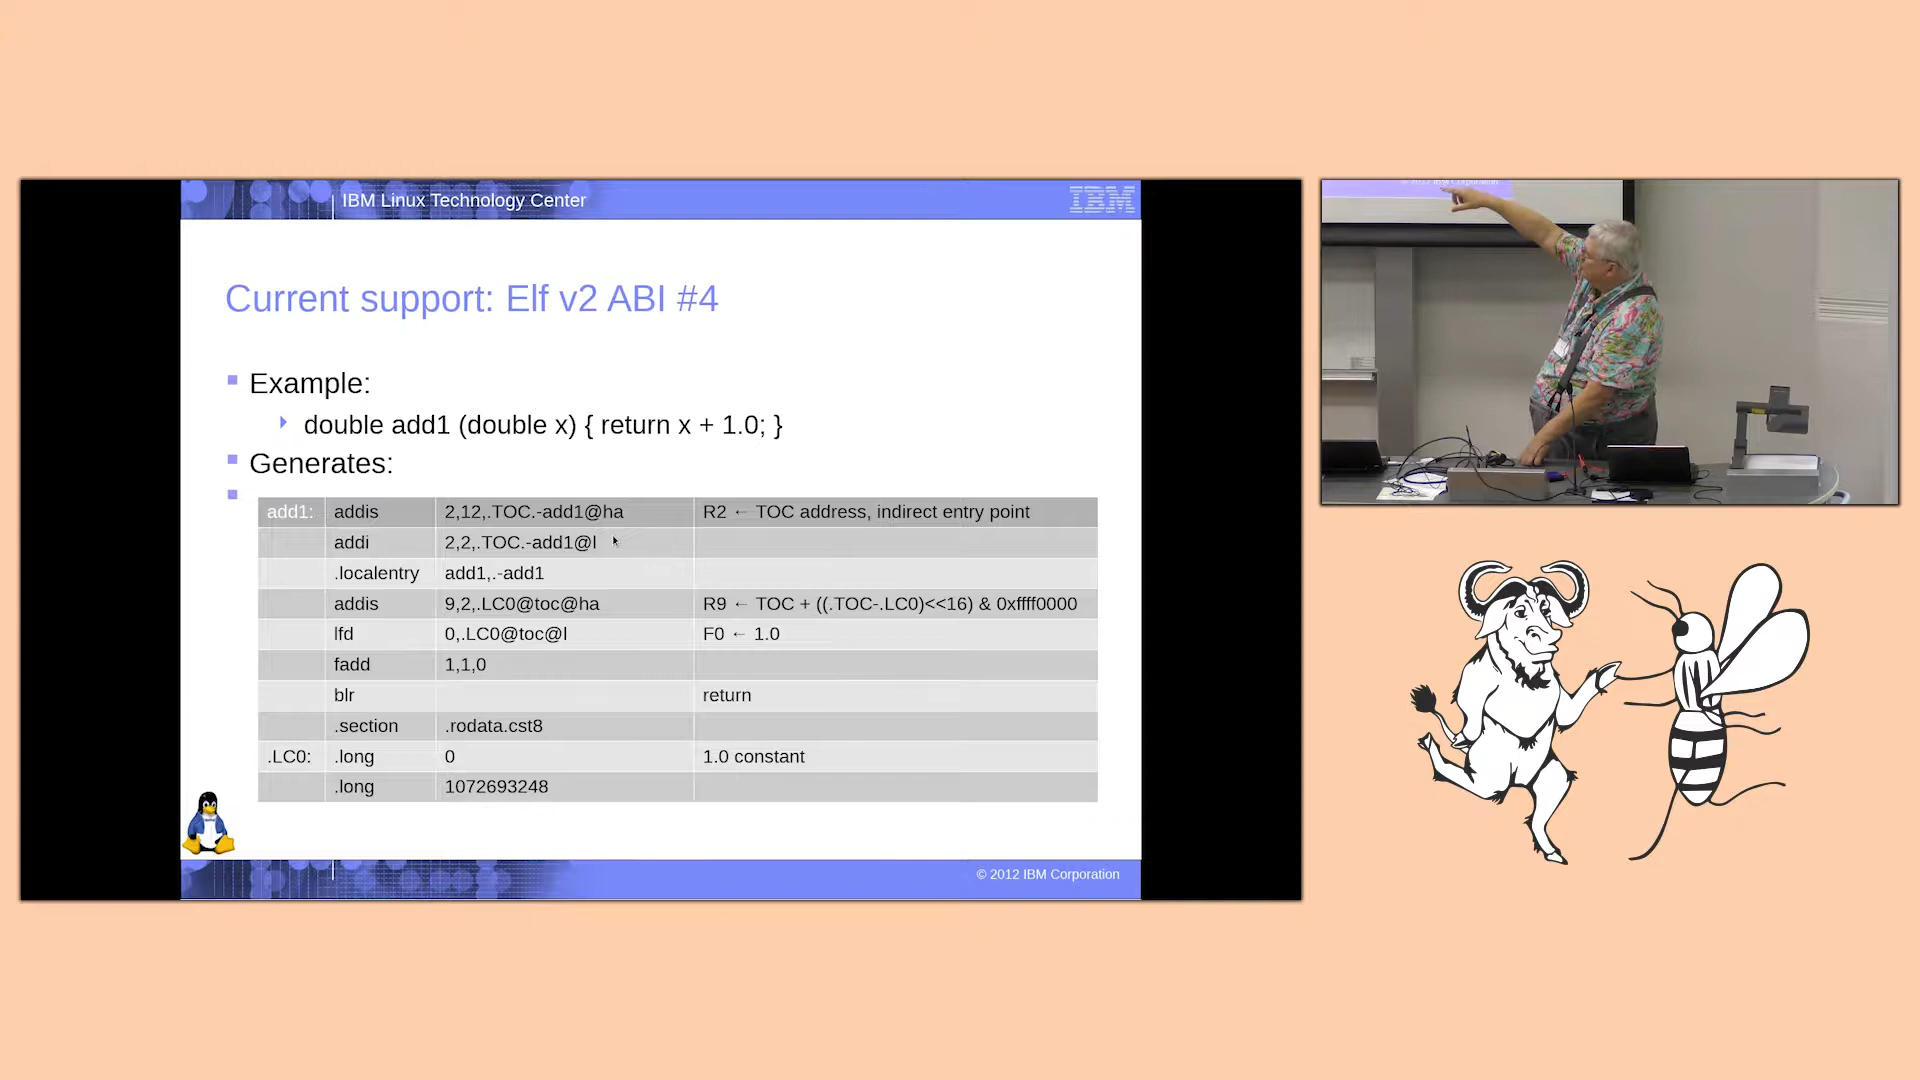 IBM Linux Technology Center
IBM
Current support: Elf v2 ABI #4
Example:
double add1 (double x) { return x + 1.0; }
Generates:
add1: addis 2,12,.TOC.-add1@ha R2 ← TOC address, indirect entry point
addi 2,2,.TOC.-add1@l
.localentry add1,.-add1
addis 9,2,.LC0@toc@ha R9 ← TOC + ((.TOC-.LC0)<<16) & 0xffff0000
lfd 0,.LC0@toc@l F0 ← 1.0
fadd 1,1,0
blr return
.section .rodata.cst8
.LC0: .long 0 1.0 constant
.long 1072693248
© 2012 IBM Corporation
© 2012 IBM Corporation